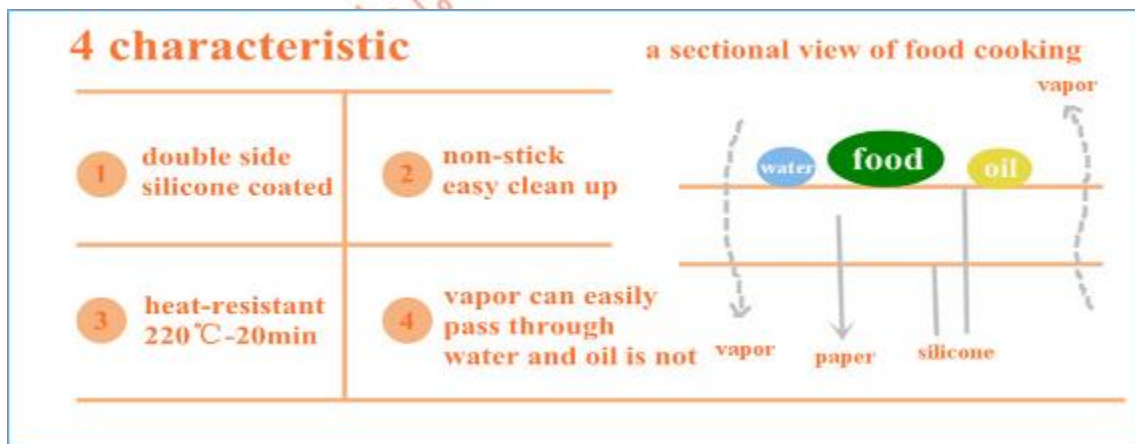 4 characteristic
1 double side
silicone coated
2 non-stick
easy clean up
3 heat-resistant
220℃-20min
4 vapor can easily
pass through
water and oil is not
a sectional view of food cooking
vapor
water
food
oil
vapor
paper
silicone